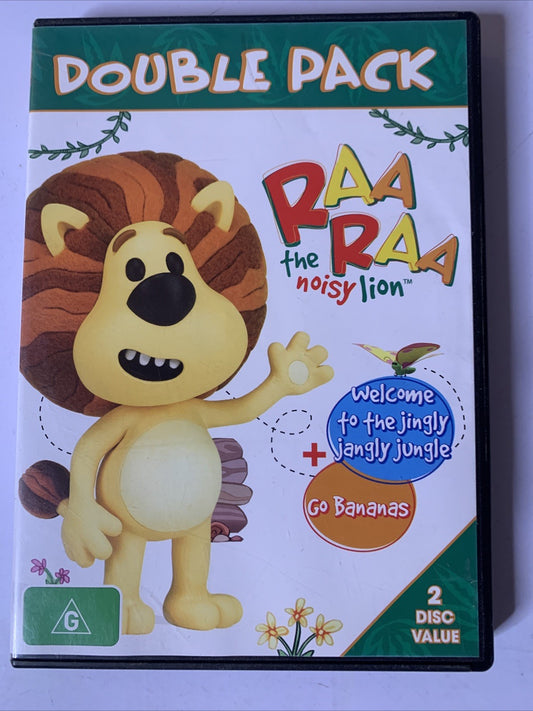 DOUBLE PACK
RAA
RAA
the noisy lion™
Welcome
to the jingly
jangly jungle
+
Go Bananas
G
2
DISC
VALUE